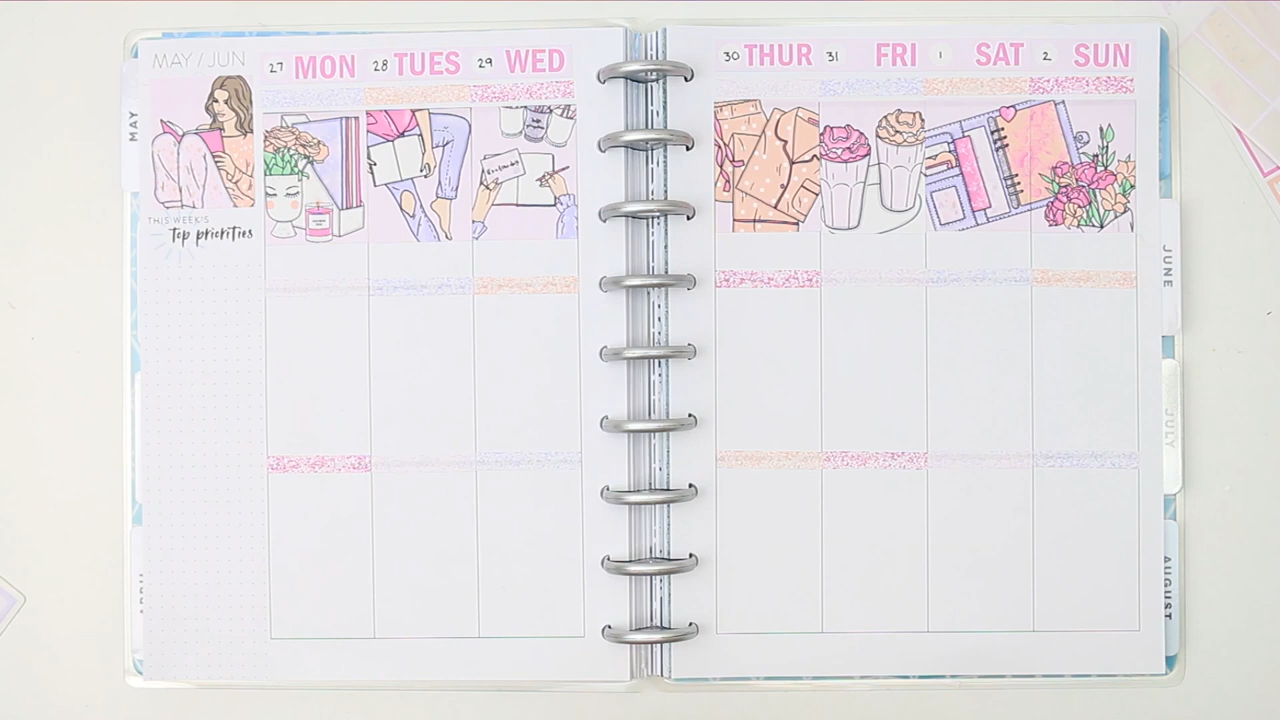 MAY / JUN
27 MON
28 TUES
29 WED
30 THUR
31 FRI
1 SAT
2 SUN
THIS WEEK'S
top priorities
MAY
JUNE
JULY
AUGUST